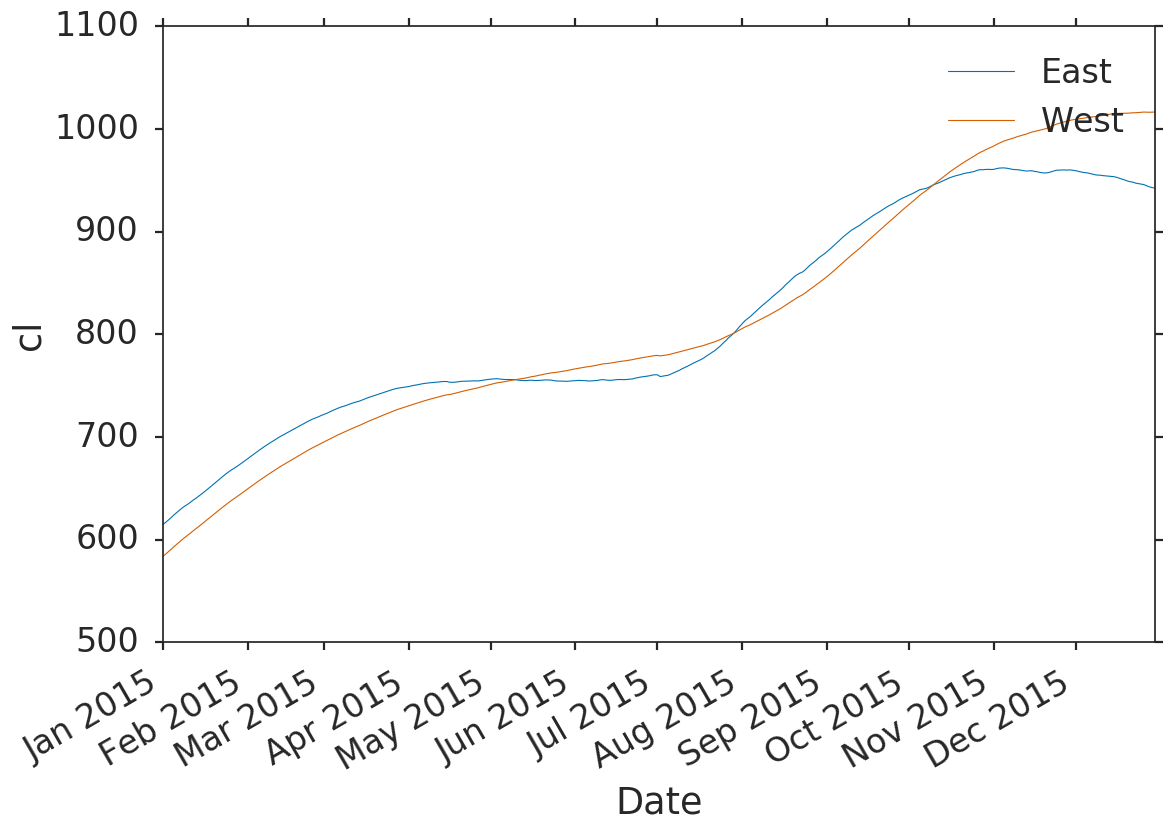 1100
1000
900
800
700
600
500
cl
East
West
Jan 2015
Feb 2015
Mar 2015
Apr 2015
May 2015
Jun 2015
Jul 2015
Aug 2015
Sep 2015
Oct 2015
Nov 2015
Dec 2015
Date